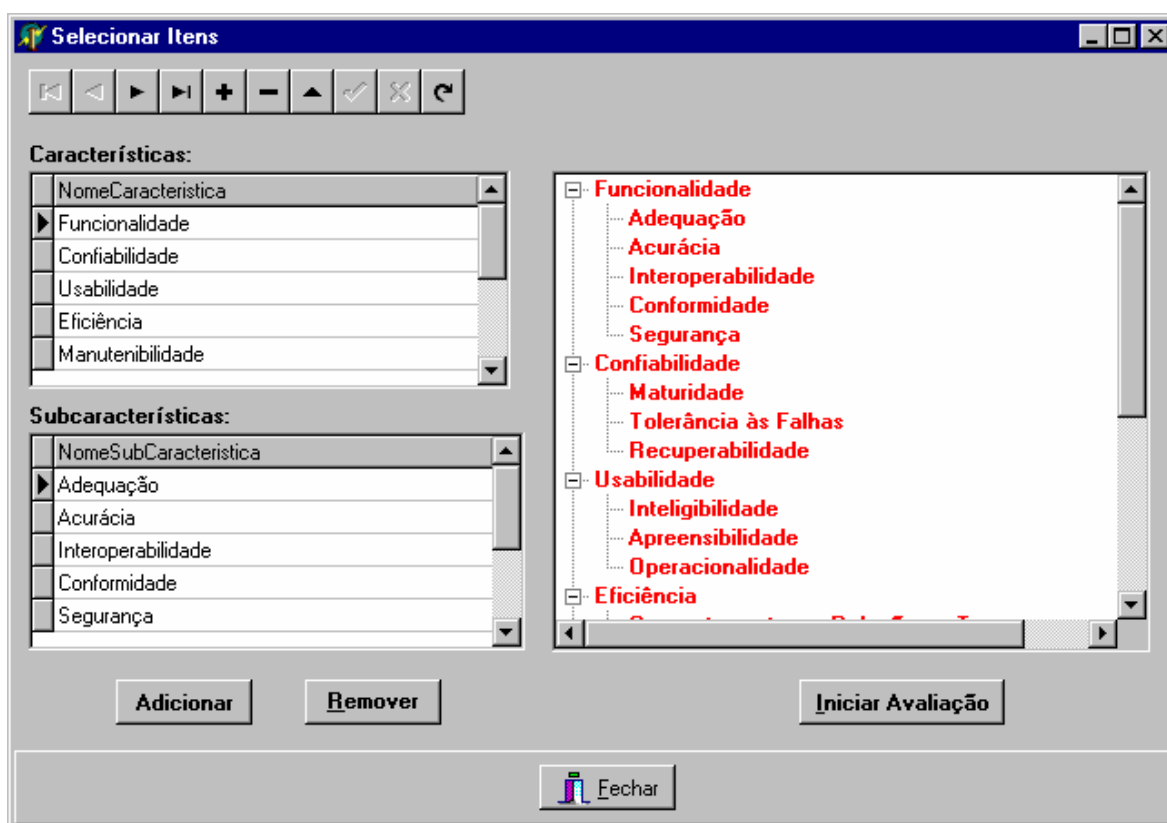 Selecionar Itens
Características:
NomeCaracteristica
Funcionalidade
Confiabilidade
Usabilidade
Eficiência
Manutenibilidade
Subcaracterísticas:
NomeSubCaracteristica
Adequação
Acurácia
Interoperabilidade
Conformidade
Segurança
Funcionalidade
Adequação
Acurácia
Interoperabilidade
Conformidade
Segurança
Confiabilidade
Maturidade
Tolerância às Falhas
Recuperabilidade
Usabilidade
Inteligibilidade
Apreensibilidade
Operacionalidade
Eficiência
Adicionar
Remover
Iniciar Avaliação
Fechar